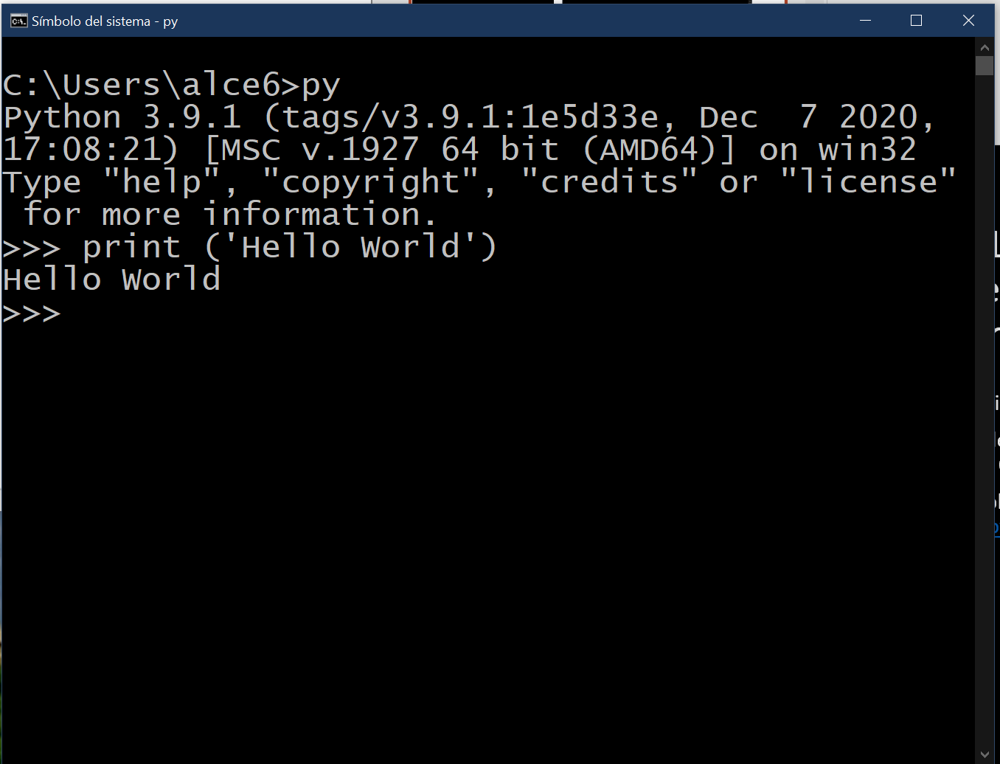 Símbolo del sistema - py
C:\Users\alce6>py
Python 3.9.1 (tags/v3.9.1:1e5d33e, Dec  7 2020,
17:08:21) [MSC v.1927 64 bit (AMD64)] on win32
Type "help", "copyright", "credits" or "license"
 for more information.
>>> print ('Hello World')
Hello World
>>>